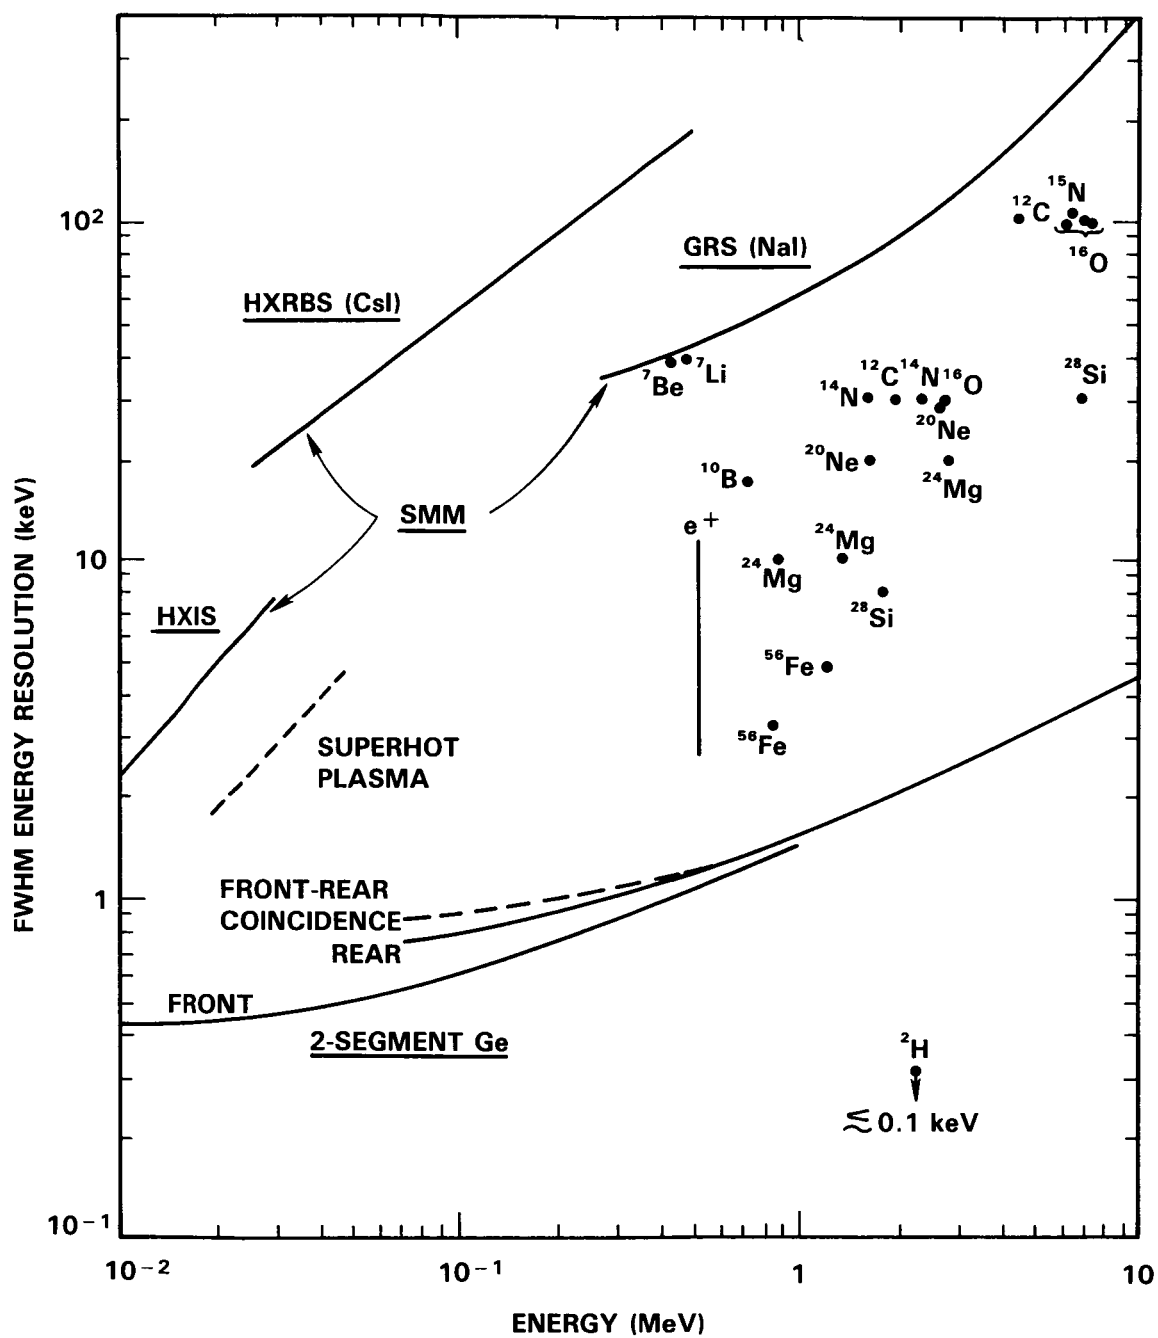 10²
10
1
10⁻¹
10⁻²
10⁻¹
1
10
FWHM ENERGY RESOLUTION (keV)
ENERGY (MeV)
¹⁵N
¹²C
¹⁶O
GRS (NaI)
HXRBS (CsI)
⁷Be
⁷Li
¹²C
¹⁴N
¹⁶O
²⁸Si
¹⁴N
²⁰Ne
²⁰Ne
¹⁰B
²⁴Mg
SMM
e⁺
²⁴Mg
²⁴Mg
HXIS
²⁸Si
⁵⁶Fe
⁵⁶Fe
SUPERHOT
PLASMA
FRONT-REAR
COINCIDENCE
REAR
FRONT
2-SEGMENT Ge
²H
≲ 0.1 keV